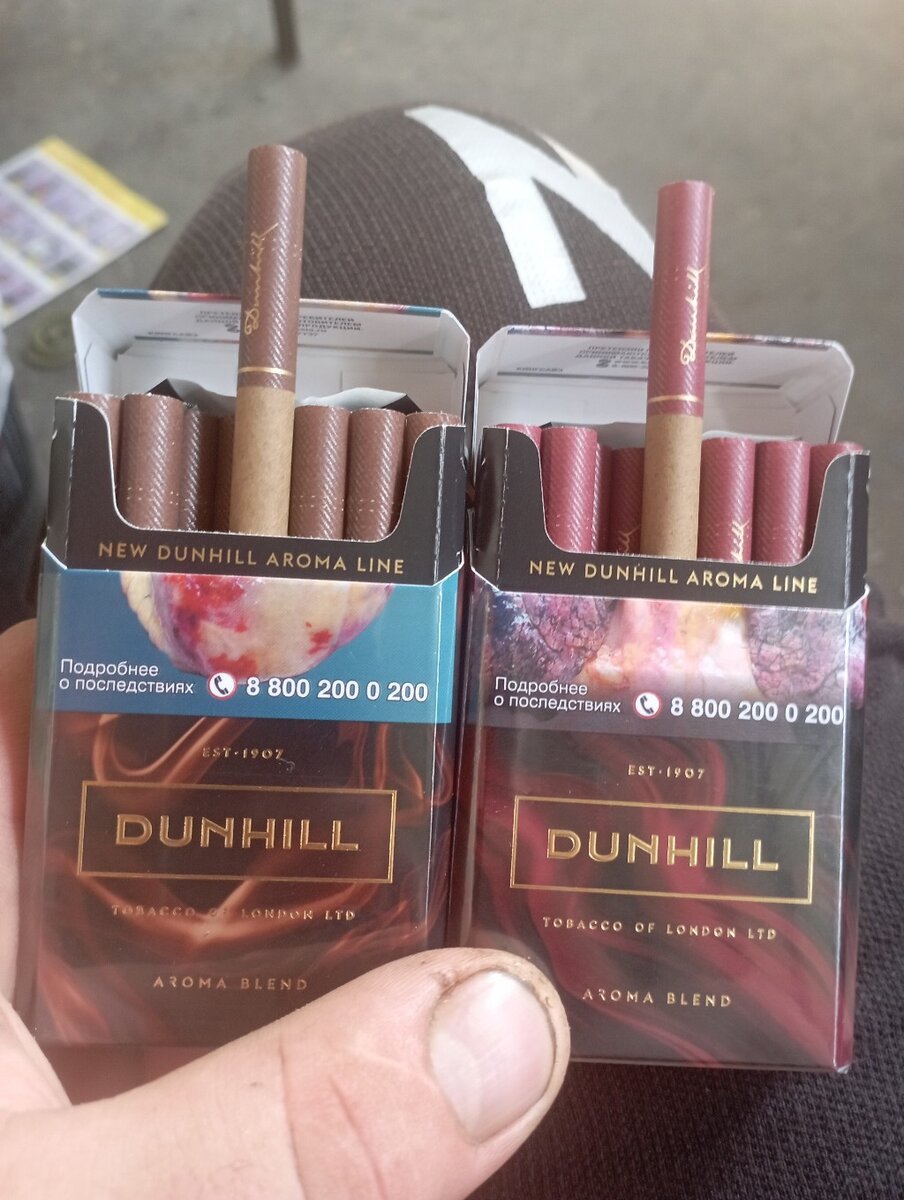 Dunhill
NEW DUNHILL AROMA LINE
Подробнее
о последствиях
8 800 200 0 200
EST·1907
DUNHILL
TOBACCO OF LONDON LTD
AROMA BLEND
Dunhill
NEW DUNHILL AROMA LINE
Подробнее
о последствиях
8 800 200 0 200
EST·1907
DUNHILL
TOBACCO OF LONDON LTD
AROMA BLEND